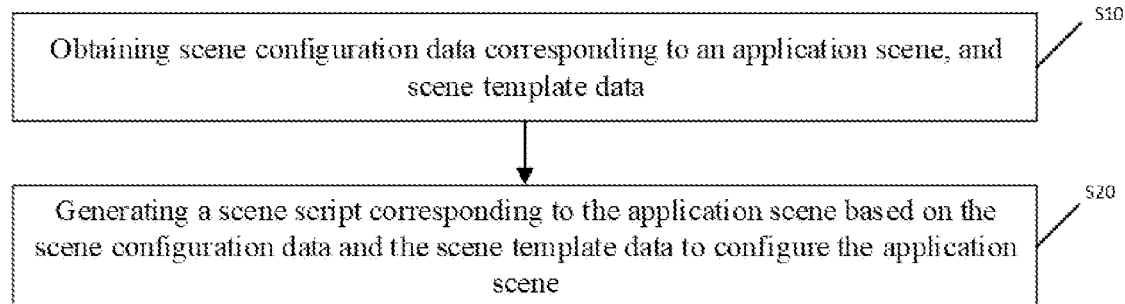 S10
Obtaining scene configuration data corresponding to an application scene, and
scene template data
S20
Generating a scene script corresponding to the application scene based on the
scene configuration data and the scene template data to configure the application
scene